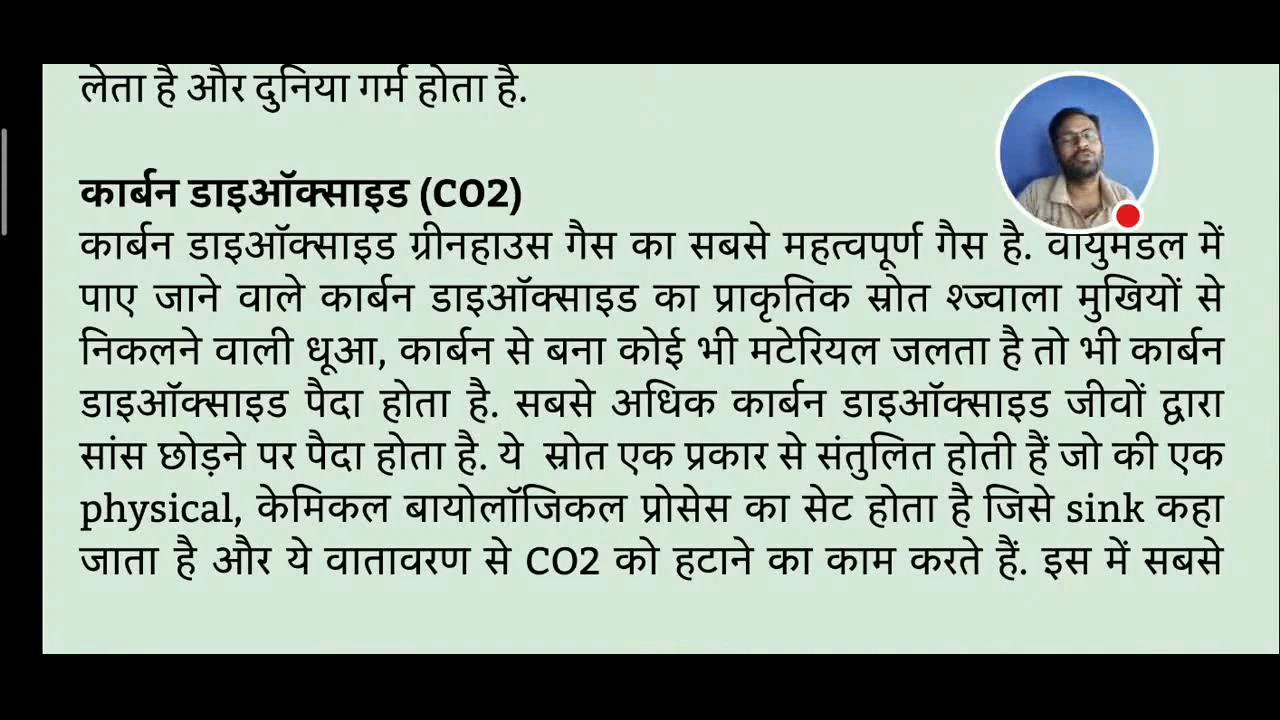 लेता है और दुनिया गर्म होता है.
कार्बन डाइऑक्साइड (CO2)
कार्बन डाइऑक्साइड ग्रीनहाउस गैस का सबसे महत्वपूर्ण गैस है. वायुमंडल में
पाए जाने वाले कार्बन डाइऑक्साइड का प्राकृतिक स्रोत श्ज्वाला मुखियों से
निकलने वाली धूआ, कार्बन से बना कोई भी मटेरियल जलता है तो भी कार्बन
डाइऑक्साइड पैदा होता है. सबसे अधिक कार्बन डाइऑक्साइड जीवों द्वारा
सांस छोड़ने पर पैदा होता है. ये स्रोत एक प्रकार से संतुलित होती हैं जो की एक
physical, केमिकल बायोलॉजिकल प्रोसेस का सेट होता है जिसे sink कहा
जाता है और ये वातावरण से CO2 को हटाने का काम करते हैं. इस में सबसे